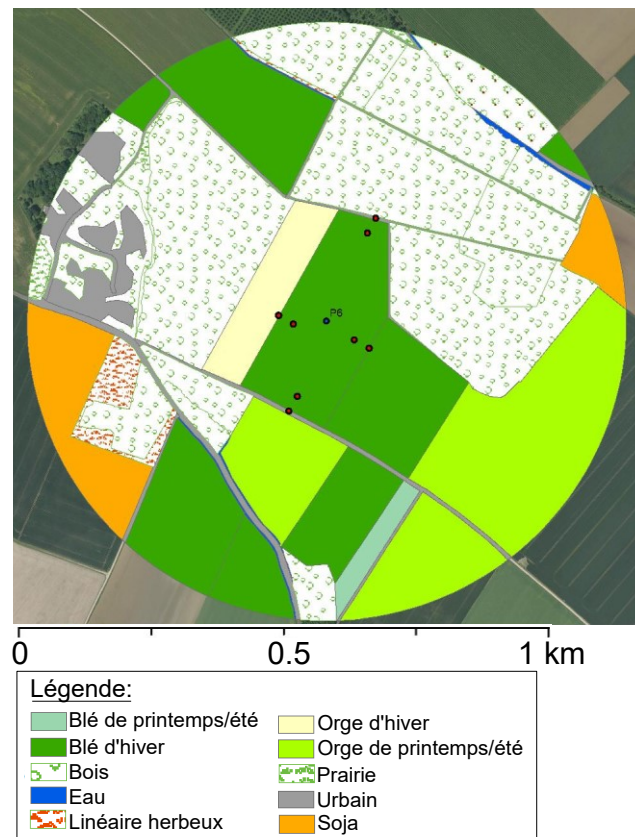 P6
0 0.5 1 km
Légende:
Blé de printemps/été
Blé d'hiver
Bois
Eau
Linéaire herbeux
Orge d'hiver
Orge de printemps/été
Prairie
Urbain
Soja